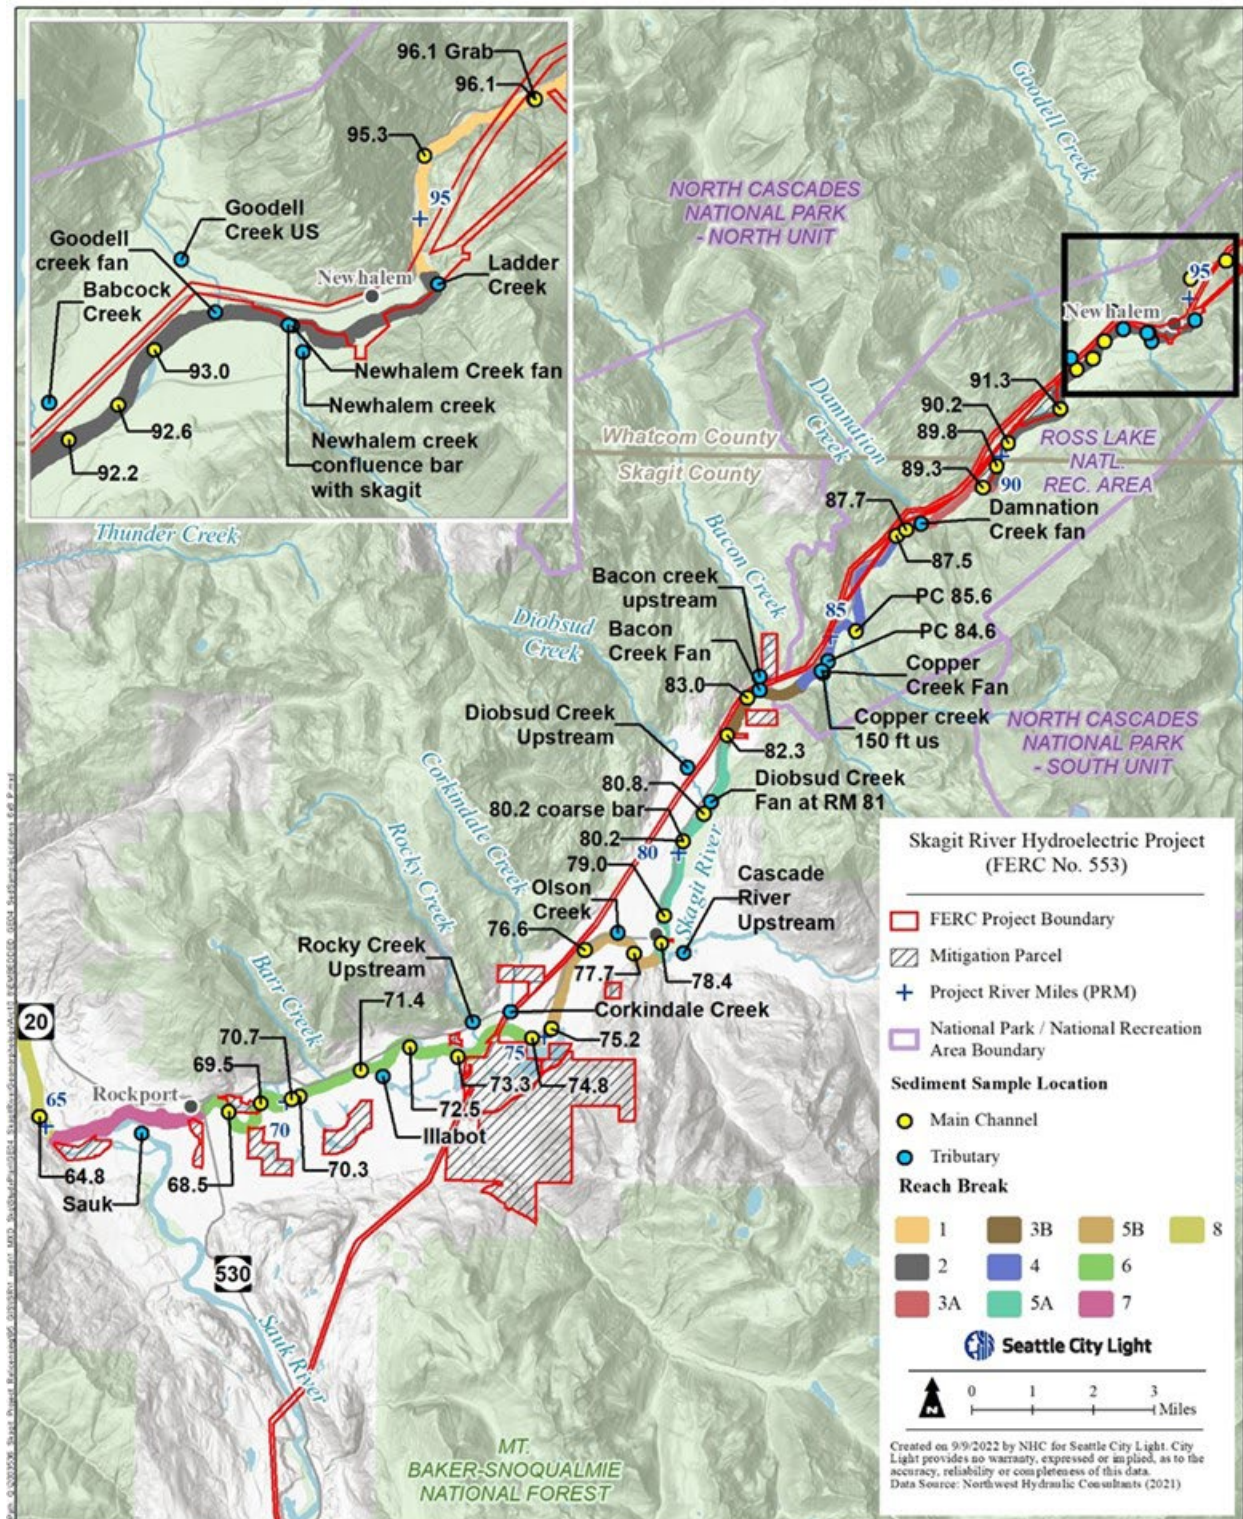 96.1 Grab
96.1
95.3
95
Goodell
Creek US
Goodell
creek fan
Babcock
Creek
Newhalem
Ladder
Creek
93.0
Newhalem Creek fan
Newhalem creek
92.6
Newhalem creek
confluence bar
with skagit
92.2
Goodell Creek
NORTH CASCADES
NATIONAL PARK
- NORTH UNIT
95
Newhalem
91.3
90.2
89.8
89.3
90
Whatcom County
Skagit County
ROSS LAKE
NATL.
REC. AREA
Damnation
Creek
87.7
Damnation
Creek fan
87.5
Thunder Creek
Bacon Creek
Bacon creek
upstream
Diobsud
Creek
Bacon
Creek Fan
85
PC 85.6
PC 84.6
Copper
Creek Fan
83.0
Copper creek
150 ft us
NORTH CASCADES
NATIONAL PARK
- SOUTH UNIT
Diobsud Creek
Upstream
82.3
80.8.
Diobsud Creek
Fan at RM 81
80.2 coarse bar
80.2
80
79.0
Skagit River
Corkindale Creek
Rocky Creek
Olson
Creek
Cascade
River
Upstream
76.6
77.7
78.4
Rocky Creek
Upstream
Corkindale Creek
Barr Creek
71.4
75.2
75
74.8
73.3
72.5
70.7
69.5
20
65
Rockport
70
Illabot
70.3
64.8
Sauk
68.5
530
Sauk River
MT.
BAKER-SNOQUALMIE
NATIONAL FOREST
Skagit River Hydroelectric Project
(FERC No. 553)
FERC Project Boundary
Mitigation Parcel
Project River Miles (PRM)
National Park / National Recreation
Area Boundary
Sediment Sample Location
Main Channel
Tributary
Reach Break
1 3B 5B 8
2 4 6
3A 5A 7
Seattle City Light
N
0 1 2 3
Miles
Created on 9/9/2022 by NHC for Seattle City Light. City
Light provides no warranty, expressed or implied, as to the
accuracy, reliability or completeness of this data.
Data Source: Northwest Hydraulic Consultants (2021)